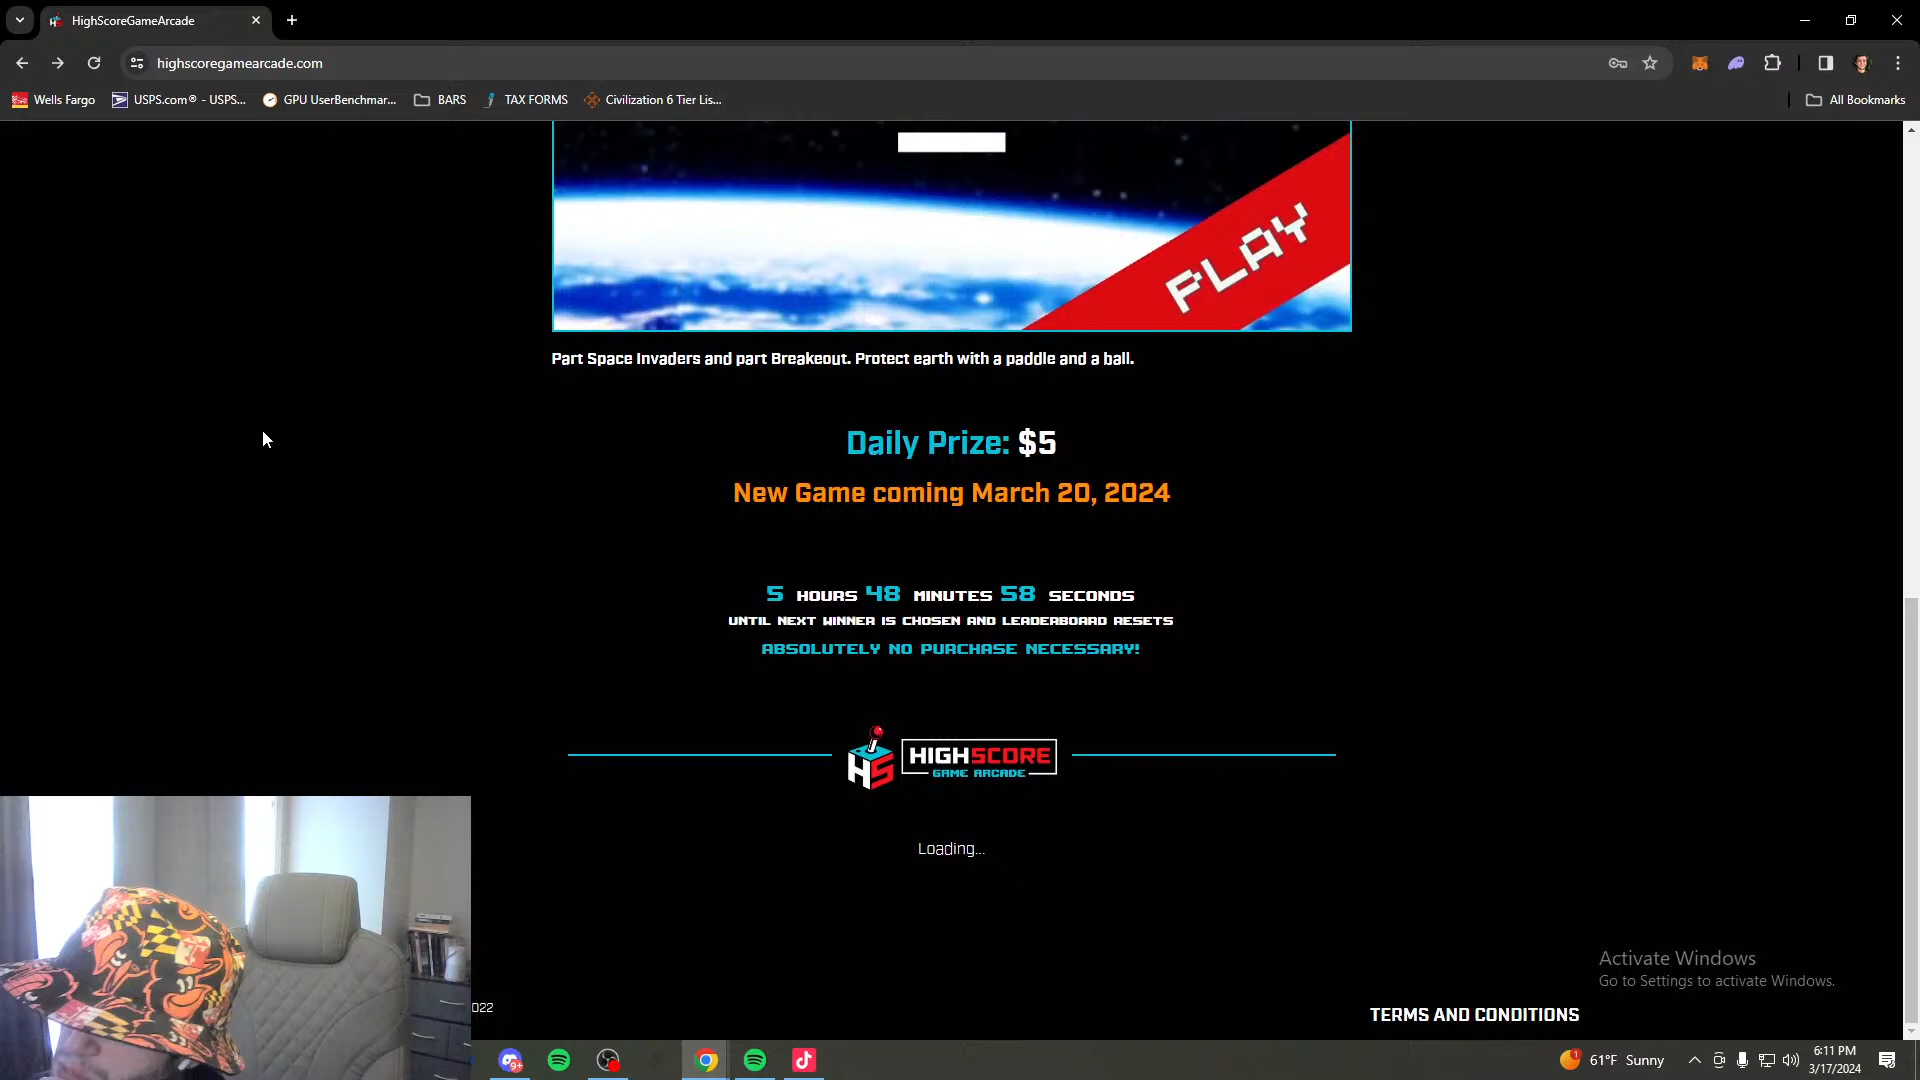 HighScoreGameArcade
highscoregamearcade.com
Wells Fargo
USPS.com® - USPS...
GPU UserBenchmar...
BARS
TAX FORMS
Civilization 6 Tier Lis...
All Bookmarks
PLAY
Part Space Invaders and part Breakeout. Protect earth with a paddle and a ball.
Daily Prize: $5
New Game coming March 20, 2024
5 HOURS 48 MINUTES 58 SECONDS
UNTIL NEXT WINNER IS CHOSEN AND LEADERBOARD RESETS
ABSOLUTELY NO PURCHASE NECESSARY!
HS HIGHSCORE
GAME ARCADE
Loading...
Activate Windows
Go to Settings to activate Windows.
022
TERMS AND CONDITIONS
9+
1
61°F Sunny
6:11 PM
3/17/2024